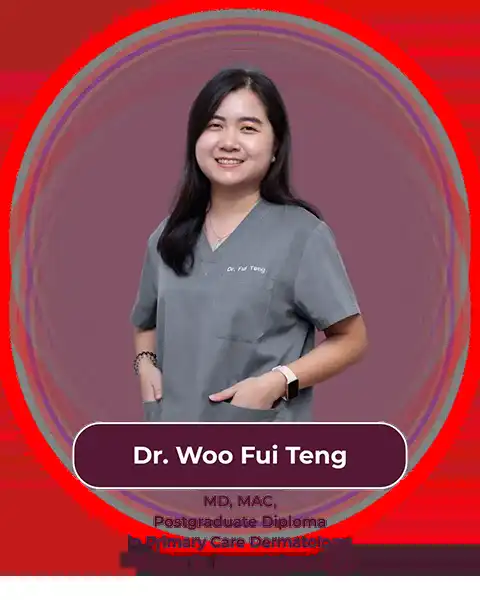 Dr. Fui Teng
Dr. Woo Fui Teng
MD, MAC,
Postgraduate Diploma
in Primary Care Dermatology